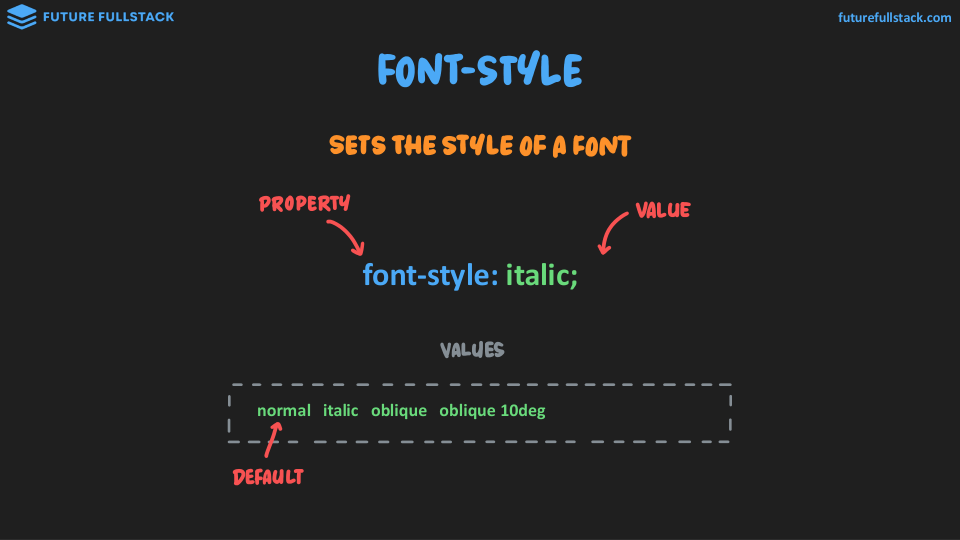 FUTURE FULLSTACK
futurefullstack.com
FONT-STYLE
SETS THE STYLE OF A FONT
PROPERTY
VALUE
font-style: italic;
VALUES
normal italic oblique oblique 10deg
DEFAULT